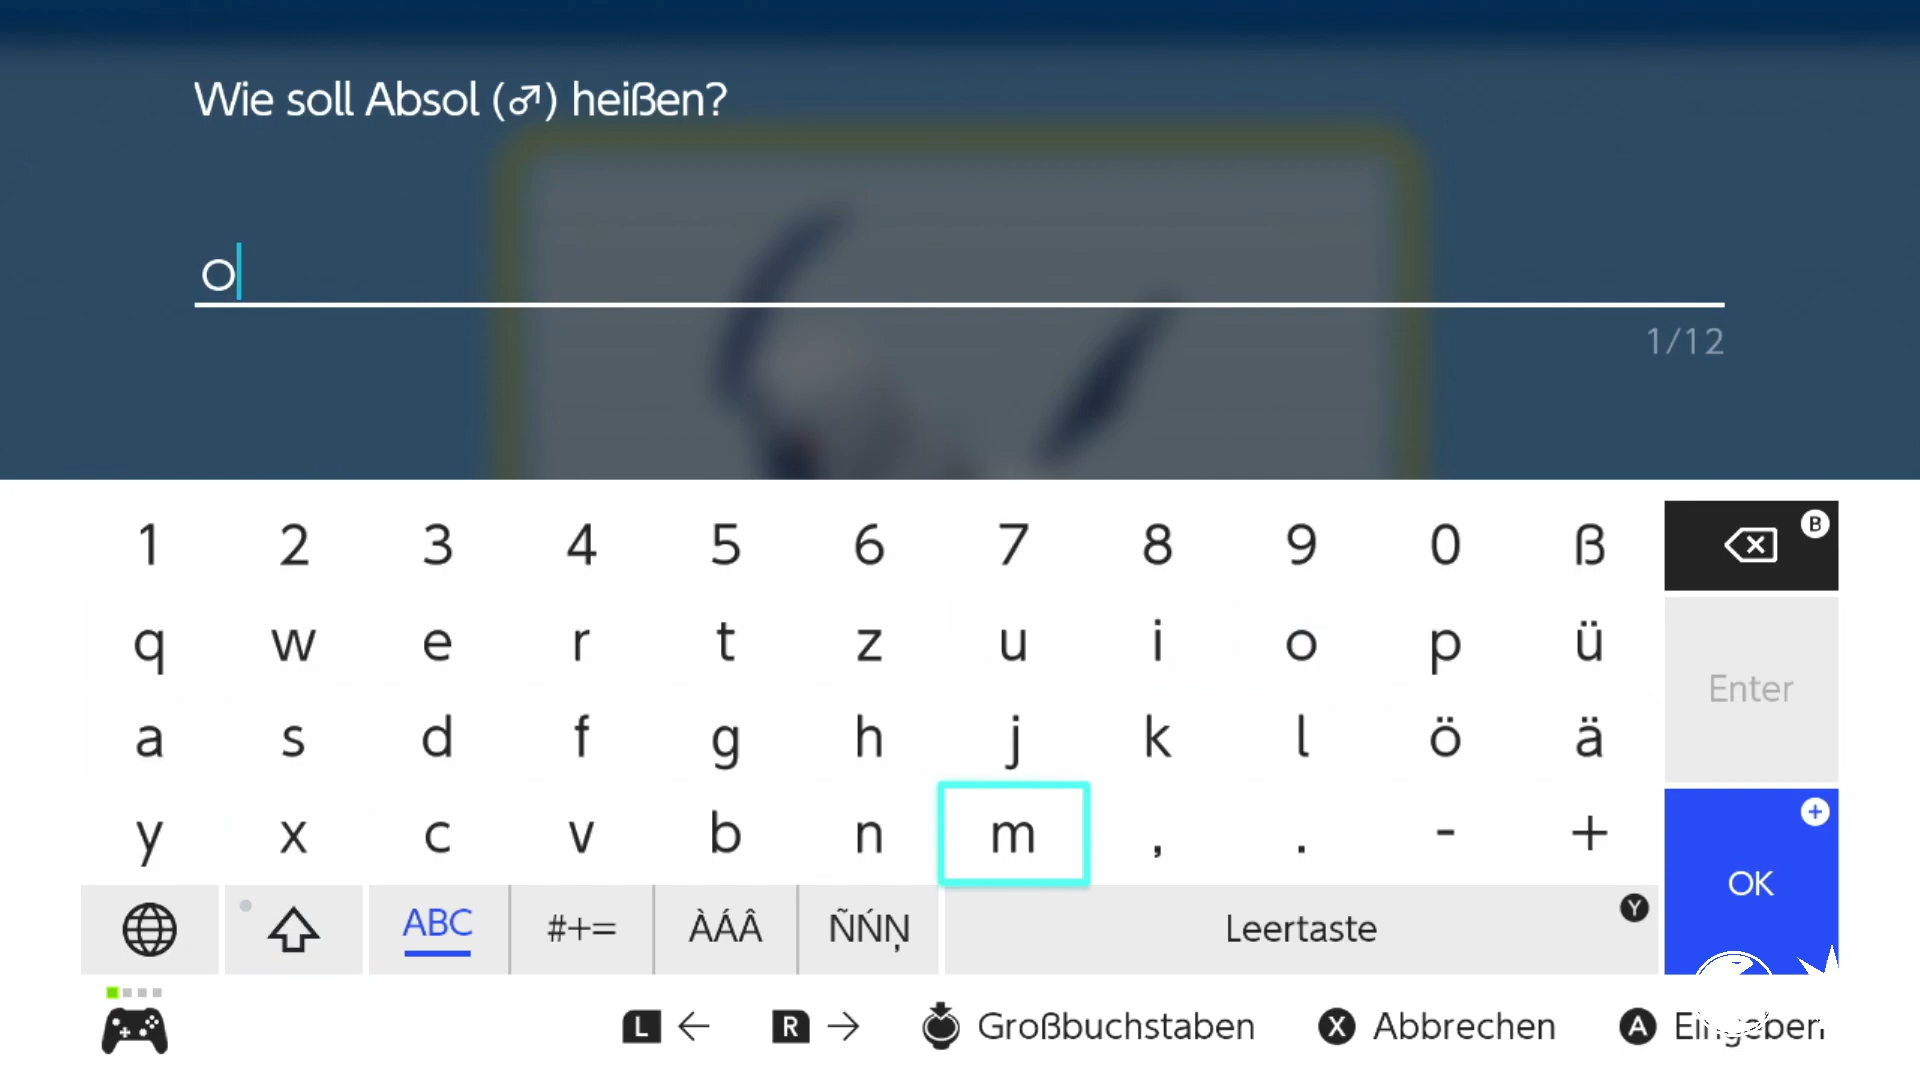 Wie soll Absol (♂) heißen?
O
1/12
1 2 3 4 5 6 7 8 9 0 ß B
q w e r t z u i o p ü
Enter
a s d f g h j k l ö ä
y x c v b n m , . - +
OK
ABC #+= ÀÁÂ ÑŃŅ Leertaste Y
L ← R → Großbuchstaben X Abbrechen A Eingeben